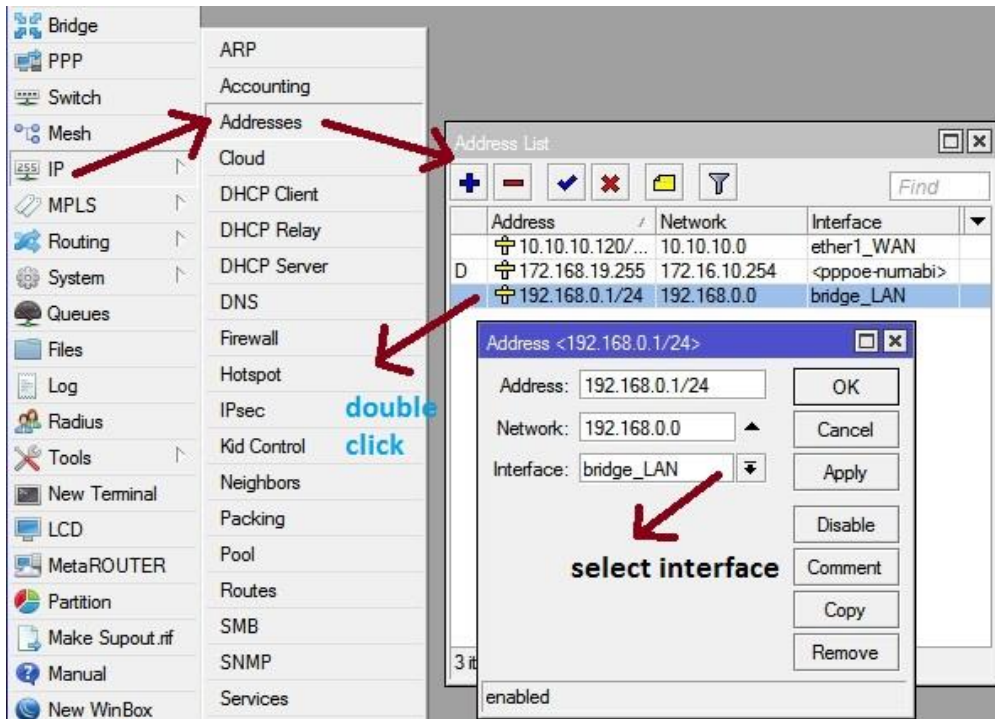 Bridge
PPP
Switch
Mesh
255 IP
MPLS
Routing
System
Queues
Files
Log
Radius
Tools
New Terminal
LCD
MetaROUTER
Partition
Make Supout.rif
Manual
New WinBox
ARP
Accounting
Addresses
Cloud
DHCP Client
DHCP Relay
DHCP Server
DNS
Firewall
Hotspot
IPsec
Kid Control
Neighbors
Packing
Pool
Routes
SMB
SNMP
Services
double
click
Address List
Find
Address / Network Interface
10.10.10.120/... 10.10.10.0 ether1_WAN
D 172.168.19.255 172.16.10.254 <pppoe-numabi>
192.168.0.1/24 192.168.0.0 bridge_LAN
3 it
Address <192.168.0.1/24>
Address: 192.168.0.1/24
Network: 192.168.0.0
Interface: bridge_LAN
select interface
OK
Cancel
Apply
Disable
Comment
Copy
Remove
enabled